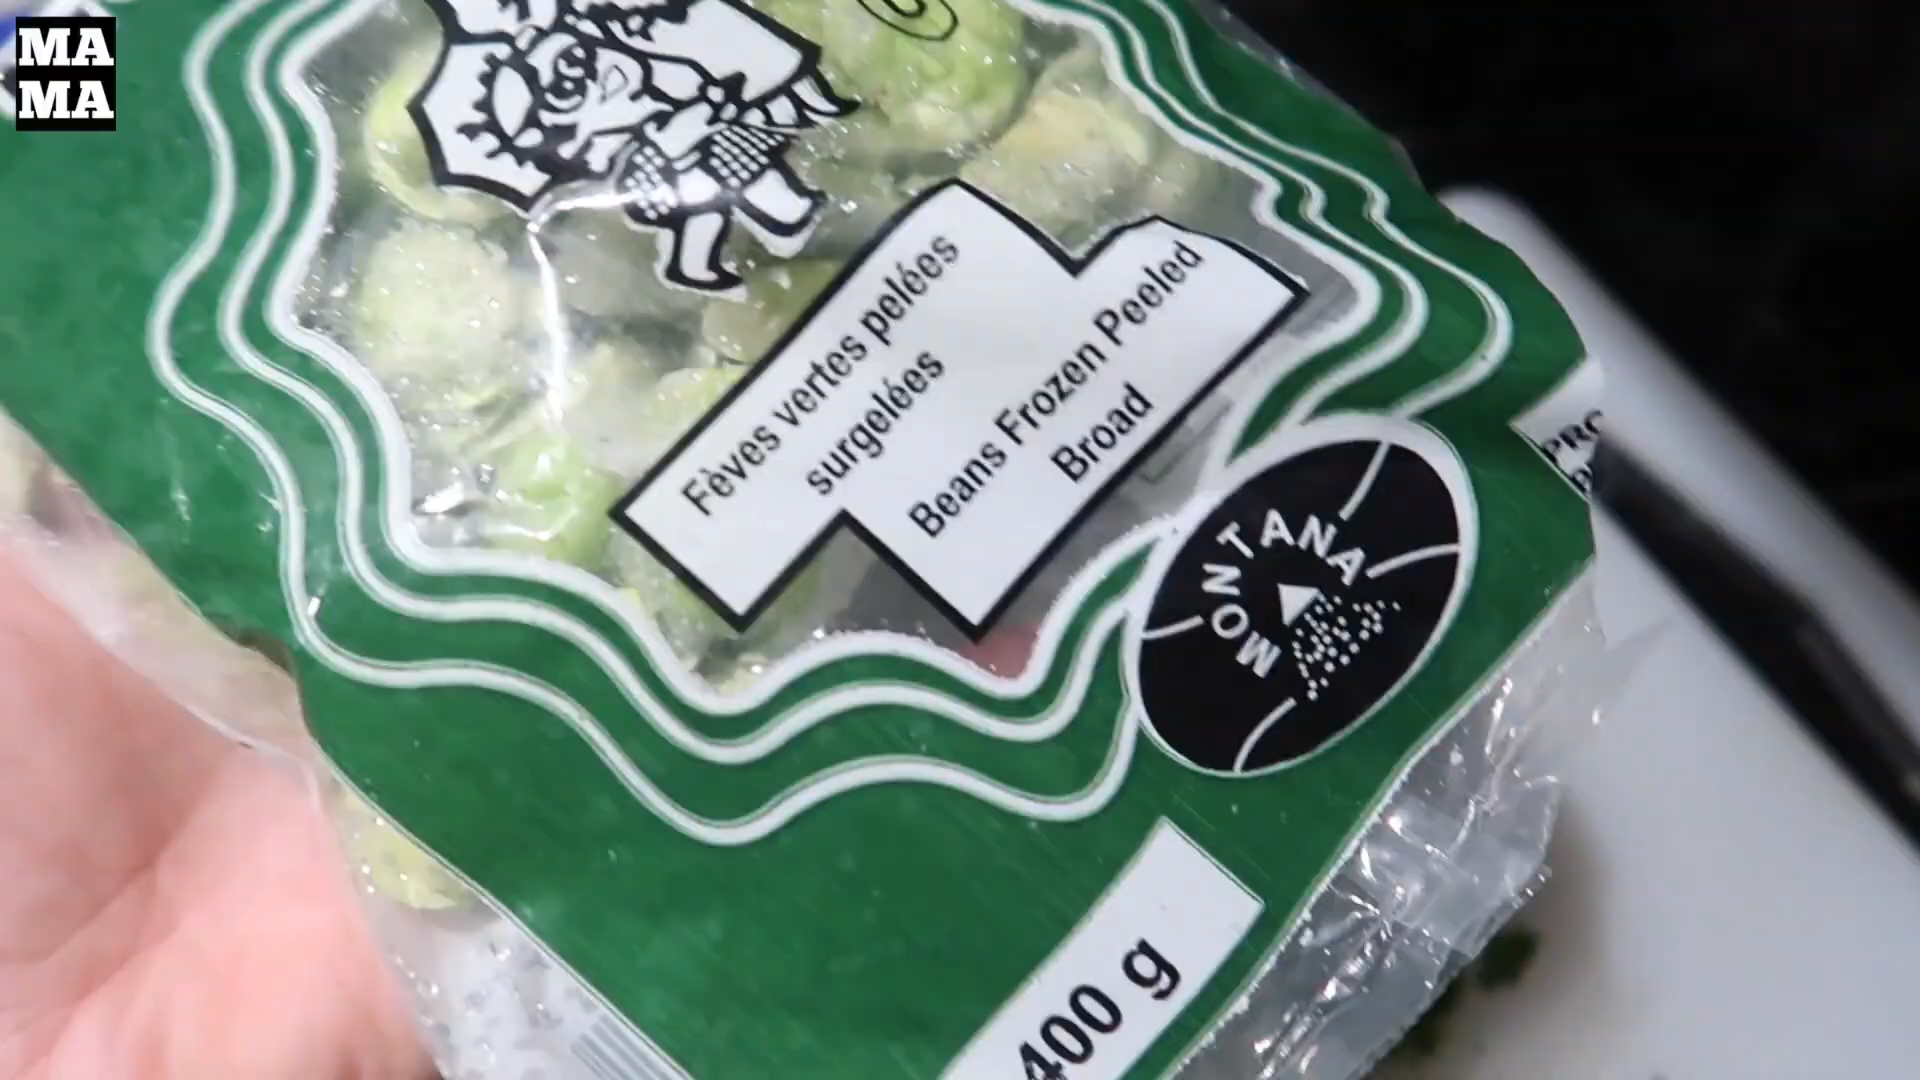 MA
MA
Fèves vertes pelées
surgelées
Beans Frozen Peeled
Broad
MONTANA
400 g